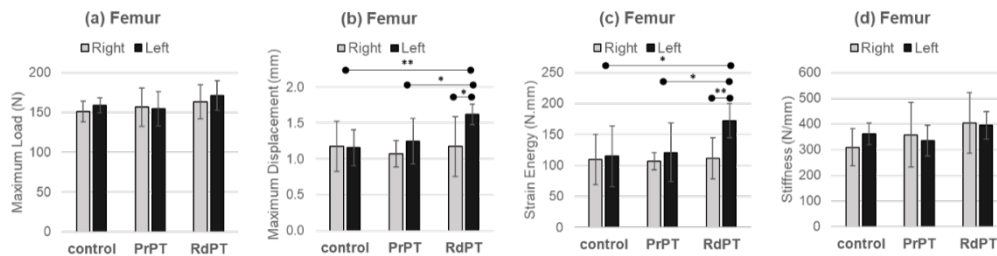 (a) Femur
Right Left
Maximum Load (N)
200
150
100
50
0
control PrPT RdPT
(b) Femur
Right Left
Maximum Displacement (mm)
2.0
1.5
1.0
0.5
0.0
**
*
*
control PrPT RdPT
(c) Femur
Right Left
Strain Energy (N.mm)
250
200
150
100
50
0
*
*
**
control PrPT RdPT
(d) Femur
Right Left
Stiffness (N/mm)
600
500
400
300
200
100
0
control PrPT RdPT